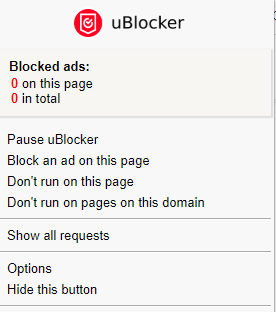 uBlocker
Blocked ads:
0 on this page
0 in total
Pause uBlocker
Block an ad on this page
Don't run on this page
Don't run on pages on this domain
Show all requests
Options
Hide this button